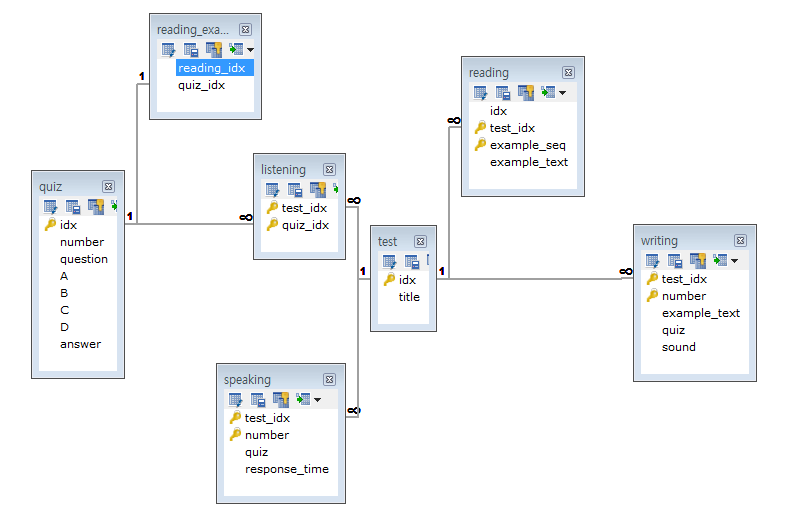 reading_exa...
reading_idx
quiz_idx
1
reading
idx
test_idx
example_seq
example_text
∞
quiz
idx
number
question
A
B
C
D
answer
1
listening
test_idx
quiz_idx
∞
∞
test
idx
title
1
1
writing
test_idx
number
example_text
quiz
sound
∞
speaking
test_idx
number
quiz
response_time
∞